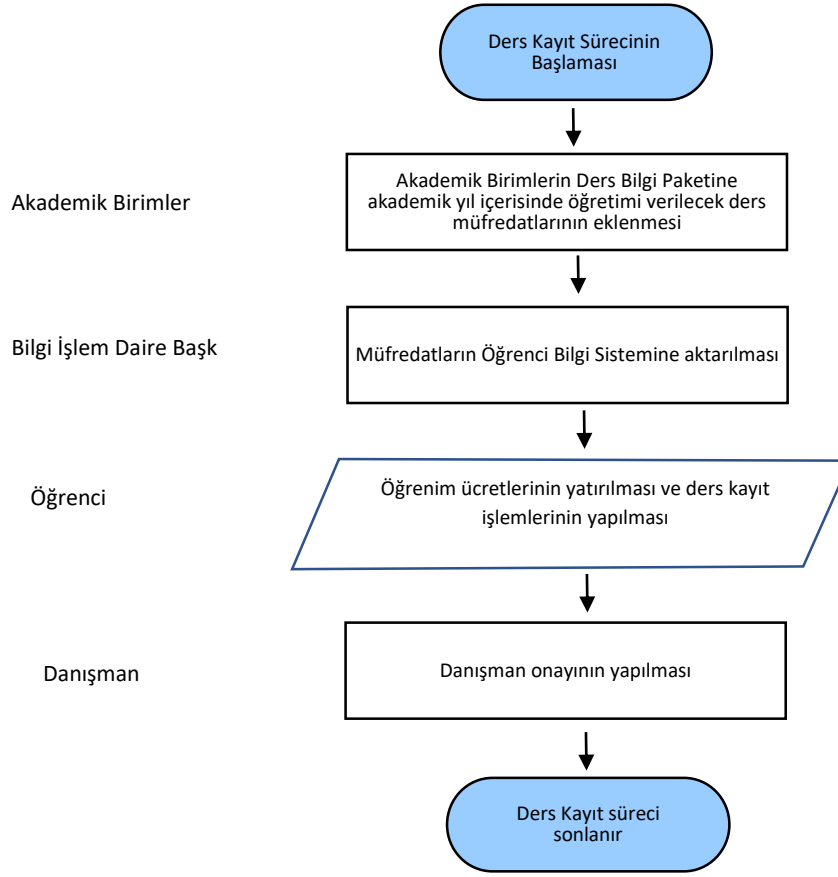 Ders Kayıt Sürecinin
Başlaması
Akademik Birimler
Akademik Birimlerin Ders Bilgi Paketine
akademik yıl içerisinde öğretimi verilecek ders
müfredatlarının eklenmesi
Bilgi İşlem Daire Başk
Müfredatların Öğrenci Bilgi Sistemine aktarılması
Öğrenci
Öğrenim ücretlerinin yatırılması ve ders kayıt
işlemlerinin yapılması
Danışman
Danışman onayının yapılması
Ders Kayıt süreci
sonlanır